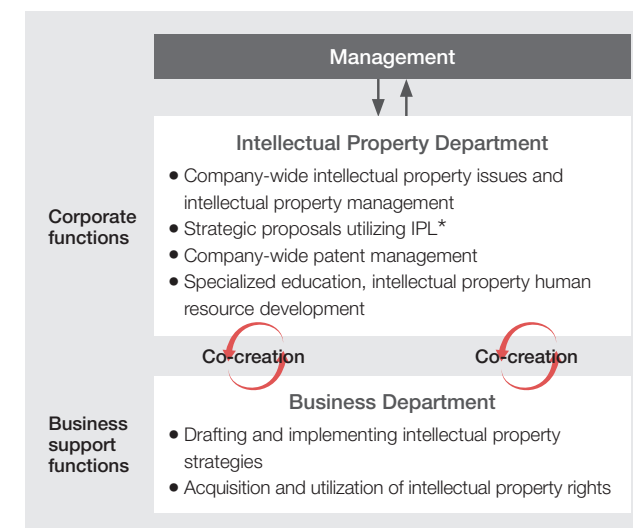 Management
Intellectual Property Department
● Company-wide intellectual property issues and
intellectual property management
● Strategic proposals utilizing IPL*
● Company-wide patent management
● Specialized education, intellectual property human
resource development
Corporate
functions
Co-creation
Co-creation
Business Department
● Drafting and implementing intellectual property
strategies
● Acquisition and utilization of intellectual property rights
Business
support
functions